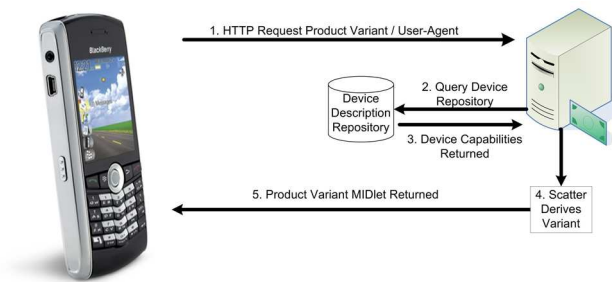 BlackBerry
1. HTTP Request Product Variant / User-Agent
2. Query Device
Repository
Device
Description
Repository
3. Device Capabilities
Returned
4. Scatter
Derives
Variant
5. Product Variant MIDlet Returned